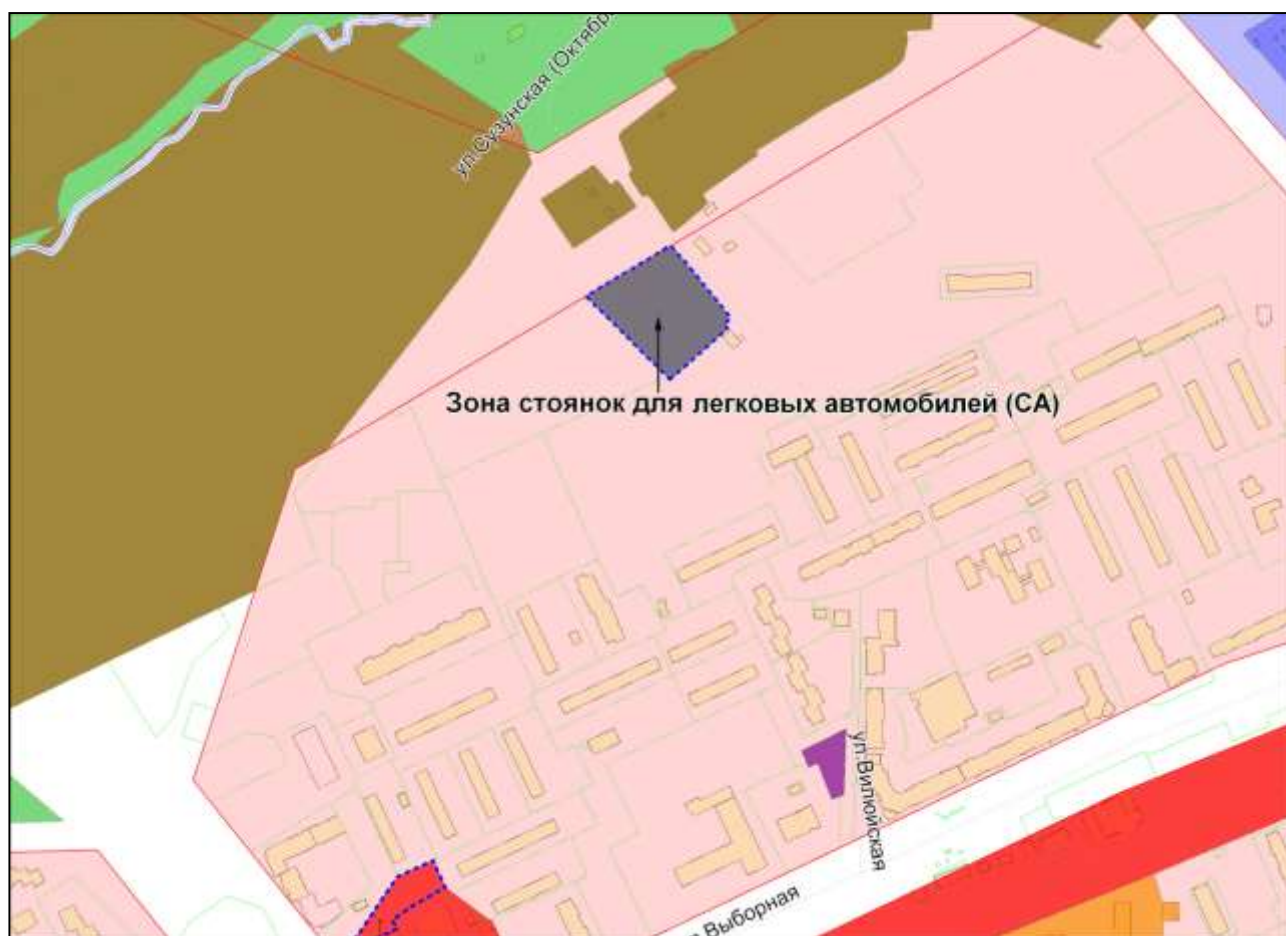 ул.Сузунская (Октябр
Зона стоянок для легковых автомобилей (СА)
ул.Вилюйская
Выборная